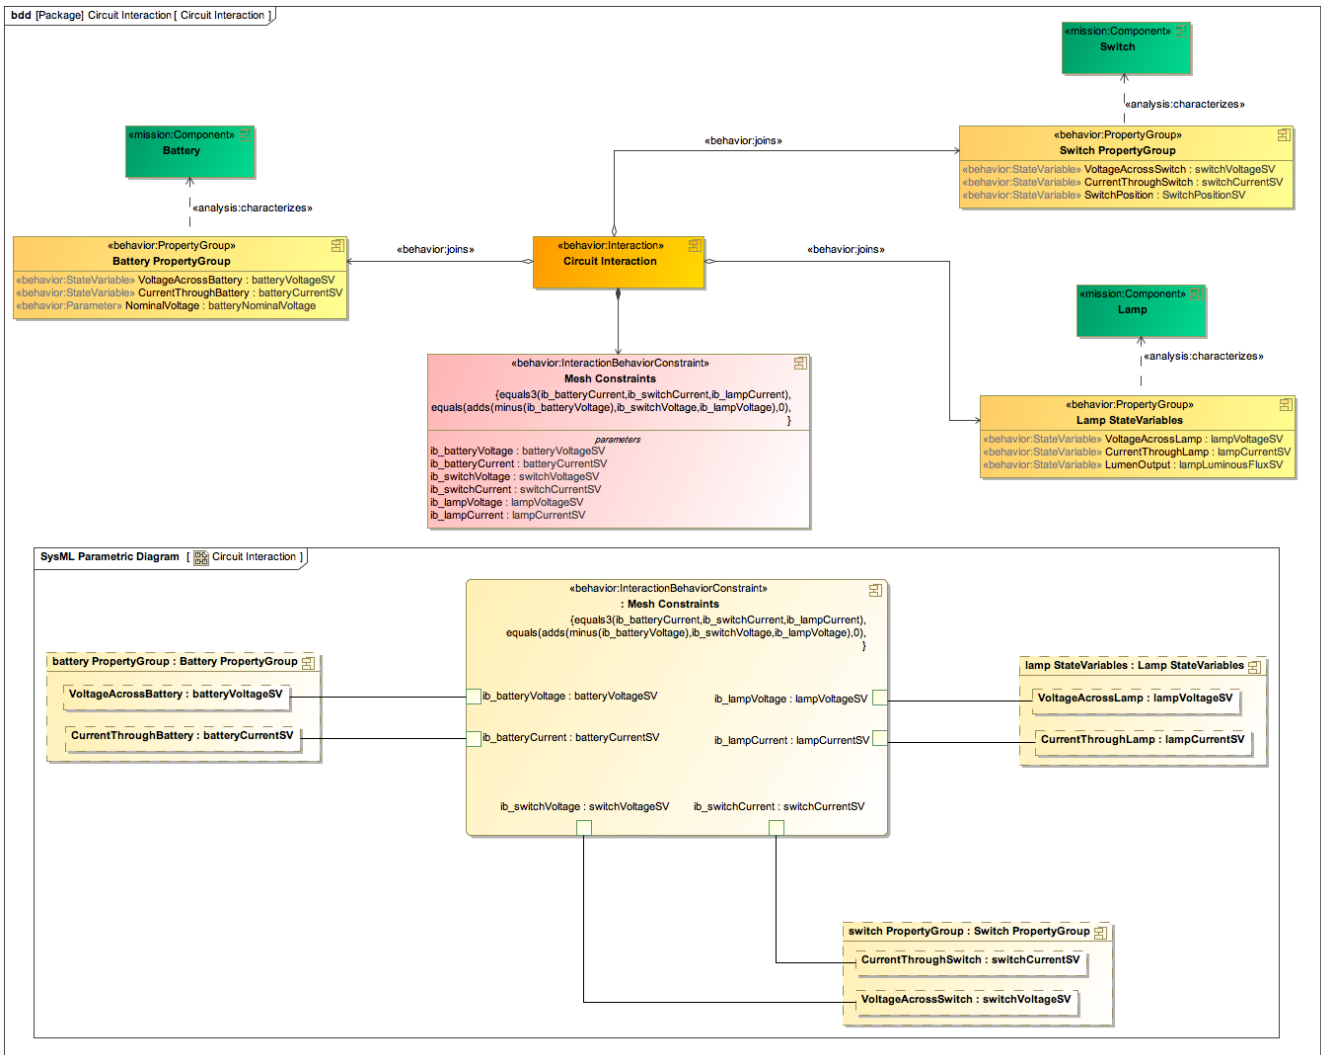 bdd [Package] Circuit Interaction [ Circuit Interaction ]
«mission:Component»
Switch
«analysis:characterizes»
«behavior:PropertyGroup»
Switch PropertyGroup
«behavior:StateVariable» VoltageAcrossSwitch : switchVoltageSV
«behavior:StateVariable» CurrentThroughSwitch : switchCurrentSV
«behavior:StateVariable» SwitchPosition : SwitchPositionSV
«behavior:joins»
«mission:Component»
Battery
«analysis:characterizes»
«behavior:PropertyGroup»
Battery PropertyGroup
«behavior:StateVariable» VoltageAcrossBattery : batteryVoltageSV
«behavior:StateVariable» CurrentThroughBattery : batteryCurrentSV
«behavior:Parameter» NominalVoltage : batteryNominalVoltage
«behavior:joins»
«behavior:Interaction»
Circuit Interaction
«behavior:joins»
«mission:Component»
Lamp
«analysis:characterizes»
«behavior:PropertyGroup»
Lamp StateVariables
«behavior:StateVariable» VoltageAcrossLamp : lampVoltageSV
«behavior:StateVariable» CurrentThroughLamp : lampCurrentSV
«behavior:StateVariable» LumenOutput : lampLuminousFluxSV
«behavior:InteractionBehaviorConstraint»
Mesh Constraints
{equals3(ib_batteryCurrent,ib_switchCurrent,ib_lampCurrent),
equals(adds(minus(ib_batteryVoltage),ib_switchVoltage,ib_lampVoltage),0),
}
parameters
ib_batteryVoltage : batteryVoltageSV
ib_batteryCurrent : batteryCurrentSV
ib_switchVoltage : switchVoltageSV
ib_switchCurrent : switchCurrentSV
ib_lampVoltage : lampVoltageSV
ib_lampCurrent : lampCurrentSV
SysML Parametric Diagram [ Circuit Interaction ]
«behavior:InteractionBehaviorConstraint»
: Mesh Constraints
{equals3(ib_batteryCurrent,ib_switchCurrent,ib_lampCurrent),
equals(adds(minus(ib_batteryVoltage),ib_switchVoltage,ib_lampVoltage),0),
}
battery PropertyGroup : Battery PropertyGroup
VoltageAcrossBattery : batteryVoltageSV
CurrentThroughBattery : batteryCurrentSV
ib_batteryVoltage : batteryVoltageSV
ib_batteryCurrent : batteryCurrentSV
ib_lampVoltage : lampVoltageSV
ib_lampCurrent : lampCurrentSV
lamp StateVariables : Lamp StateVariables
VoltageAcrossLamp : lampVoltageSV
CurrentThroughLamp : lampCurrentSV
ib_switchVoltage : switchVoltageSV
ib_switchCurrent : switchCurrentSV
switch PropertyGroup : Switch PropertyGroup
CurrentThroughSwitch : switchCurrentSV
VoltageAcrossSwitch : switchVoltageSV